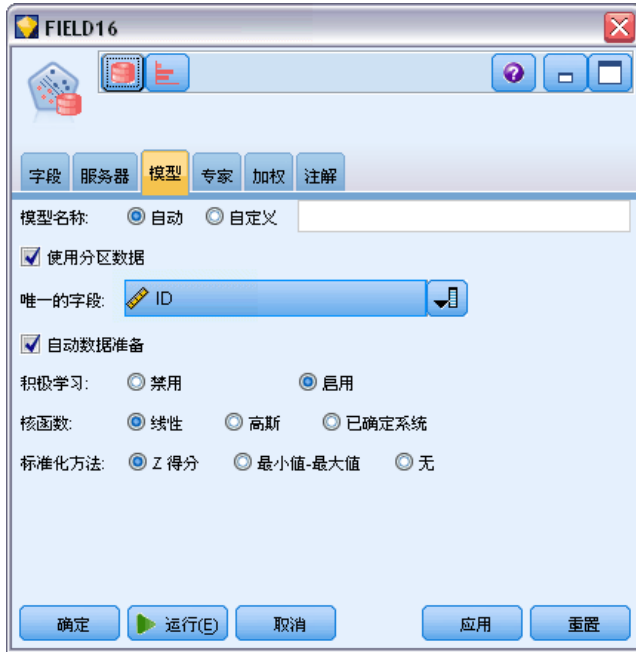 FIELD16
字段 服务器 模型 专家 加权 注解
模型名称: 自动 自定义
使用分区数据
唯一的字段: ID
自动数据准备
积极学习: 禁用 启用
核函数: 线性 高斯 已确定系统
标准化方法: Z 得分 最小值-最大值 无
确定 运行(E) 取消 应用 重置